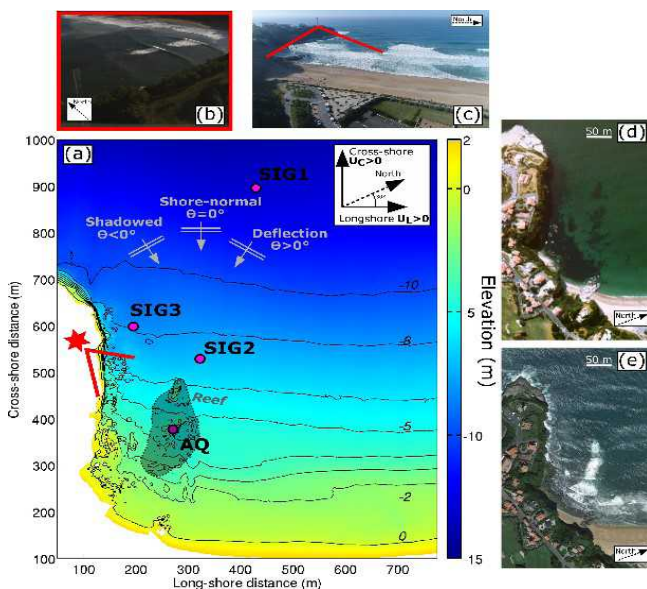 North
(b)
North
(c)
(a)
Cross-shore
Uc>0
North
Longshore UL>0
SIG1
Shadowed
θ<0°
Shore-normal
θ=0°
Deflection
θ>0°
-10
SIG3
SIG2
-8
Reef
-5
AQ
-2
0
1000
900
800
700
600
500
400
300
200
100
Cross-shore distance (m)
100 200 300 400 500 600 700
Long-shore distance (m)
2
0
-5
-10
-15
Elevation (m)
50 m
(d)
North
50 m
(e)
North